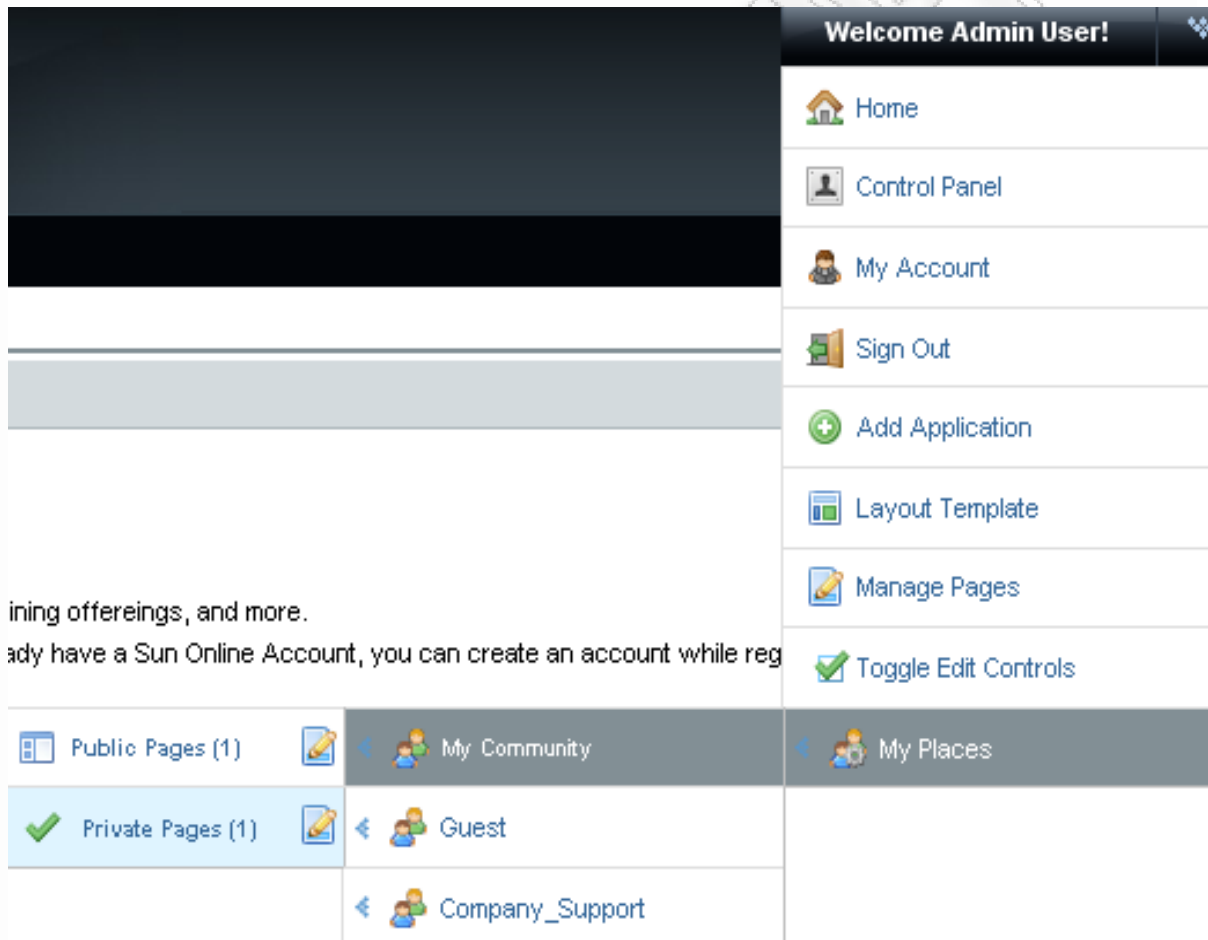 Welcome Admin User!
Home
Control Panel
My Account
Sign Out
Add Application
Layout Template
Manage Pages
ining offereings, and more.
ady have a Sun Online Account, you can create an account while reg
Toggle Edit Controls
Public Pages (1) My Community My Places
Private Pages (1) Guest
Company_Support